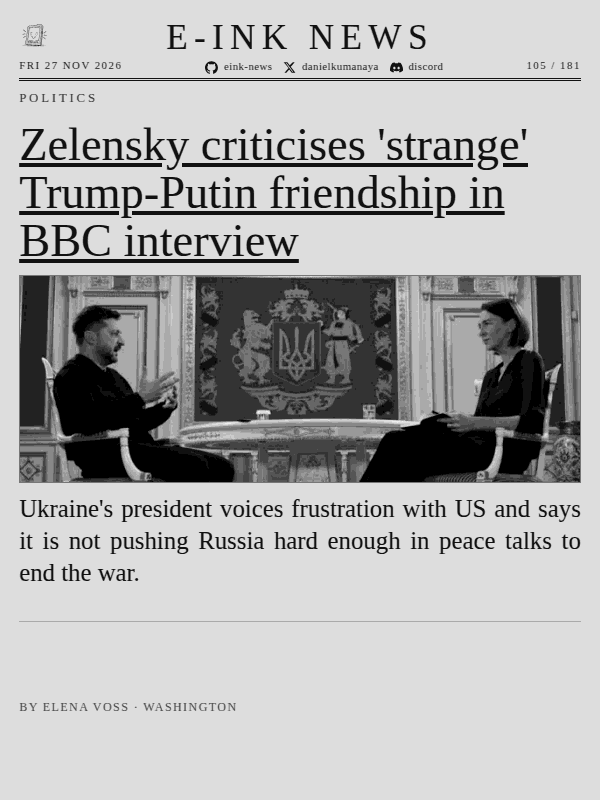 E-INK NEWS
FRI 27 NOV 2026
eink-news danielkumanaya discord
105 / 181
POLITICS
Zelensky criticises 'strange'
Trump-Putin friendship in
BBC interview
Ukraine's president voices frustration with US and says
it is not pushing Russia hard enough in peace talks to
end the war.
BY ELENA VOSS · WASHINGTON